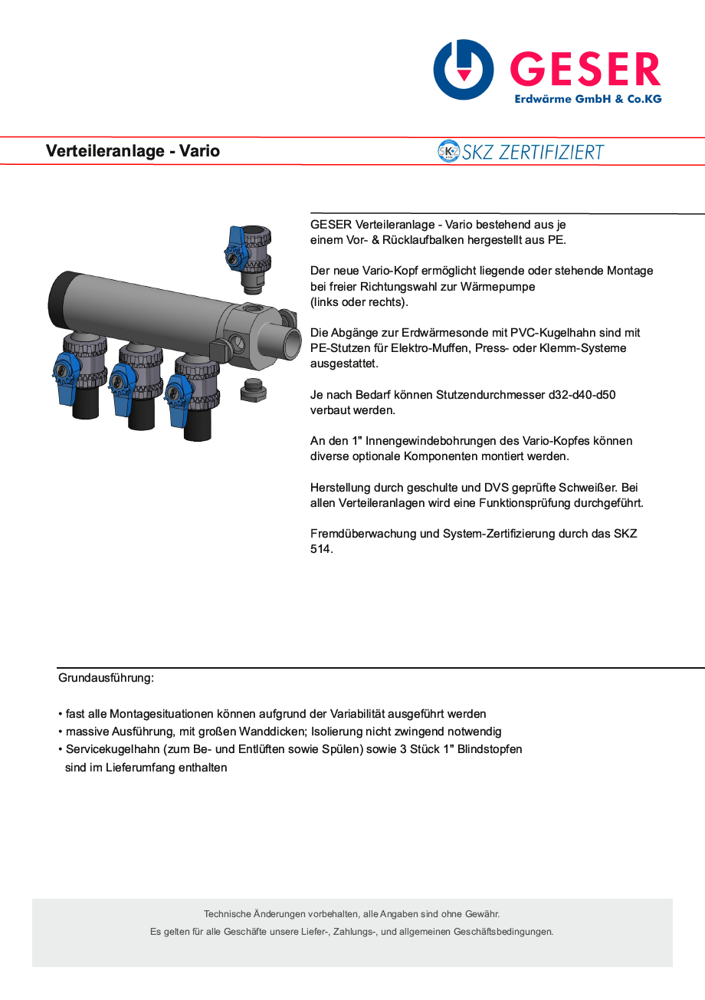 GESER
Erdwärme GmbH & Co.KG
Verteileranlage - Vario
SKZ ZERTIFIZIERT
GESER Verteileranlage - Vario bestehend aus je
einem Vor- & Rücklaufbalken hergestellt aus PE.
Der neue Vario-Kopf ermöglicht liegende oder stehende Montage
bei freier Richtungswahl zur Wärmepumpe
(links oder rechts).
Die Abgänge zur Erdwärmesonde mit PVC-Kugelhahn sind mit
PE-Stutzen für Elektro-Muffen, Press- oder Klemm-Systeme
ausgestattet.
Je nach Bedarf können Stutzendurchmesser d32-d40-d50
verbaut werden.
An den 1" Innengewindebohrungen des Vario-Kopfes können
diverse optionale Komponenten montiert werden.
Herstellung durch geschulte und DVS geprüfte Schweißer. Bei
allen Verteileranlagen wird eine Funktionsprüfung durchgeführt.
Fremdüberwachung und System-Zertifizierung durch das SKZ
514.
Grundausführung:
• fast alle Montagesituationen können aufgrund der Variabilität ausgeführt werden
• massive Ausführung, mit großen Wanddicken; Isolierung nicht zwingend notwendig
• Servicekugelhahn (zum Be- und Entlüften sowie Spülen) sowie 3 Stück 1" Blindstopfen
sind im Lieferumfang enthalten
Technische Änderungen vorbehalten, alle Angaben sind ohne Gewähr.
Es gelten für alle Geschäfte unsere Liefer-, Zahlungs-, und allgemeinen Geschäftsbedingungen.